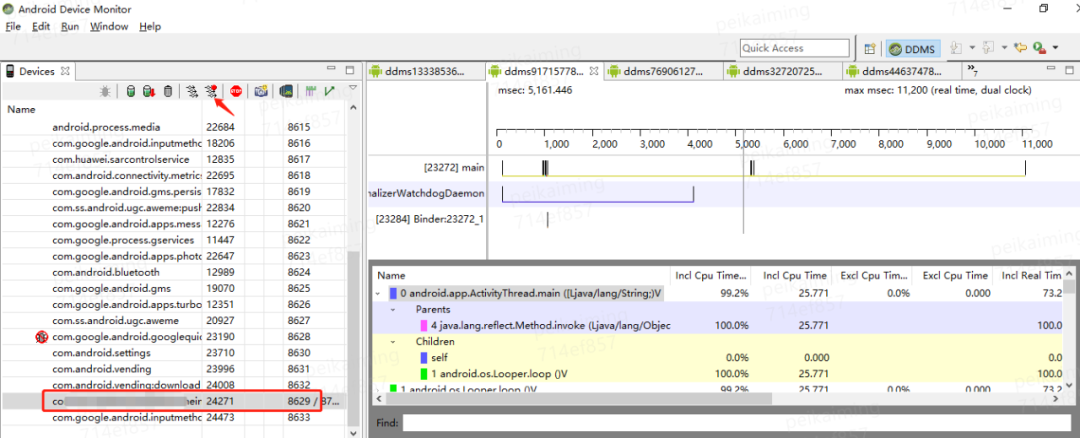 Android Device Monitor
File Edit Run Window Help
Quick Access
DDMS
Devices
ddms13338536...
ddms91715778...
ddms76906127...
ddms32720725...
ddms44637478...
»7
STOP
msec: 5,161.446
max msec: 11,200 (real time, dual clock)
Name
android.process.media 22684 8615
com.google.android.inputmetho 18206 8616
com.huawei.sarcontrolservice 12835 8617
com.android.connectivity.metrics 22695 8618
com.google.android.gms.persis 17832 8619
com.ss.android.ugc.aweme:push 22834 8620
com.google.android.apps.mess 12276 8621
com.google.process.gservices 11447 8622
com.google.android.apps.photo 22647 8623
com.android.bluetooth 12989 8624
com.google.android.gms 19070 8625
com.google.android.apps.turbo 12351 8626
com.ss.android.ugc.aweme 20927 8627
com.google.android.googlequic 23190 8628
com.android.settings 23710 8630
com.android.vending 23996 8631
com.android.vending:download 24008 8632
co heir 24271 8629 / 87...
com.google.android.inputmetho 24473 8633
0 1,000 2,000 3,000 4,000 5,000 6,000 7,000 8,000 9,000 10,000 11,000
[23272] main
nalizerWatchdogDaemon
[23284] Binder:23272_1
Name Incl Cpu Time... Incl Cpu Time Excl Cpu Tim... Excl Cpu Time Incl Real Tim
0 android.app.ActivityThread.main ([Ljava/lang/String;)V 99.2% 25.771 0.0% 0.000 73.2
Parents
4 java.lang.reflect.Method.invoke (Ljava/lang/Objec 100.0% 25.771 100.0
Children
self 0.0% 0.000 0.0
1 android.os.Looper.loop ()V 100.0% 25.771 100.0
1 android.os.Looper.loop ()V 99.2% 25.771 73.2
Find:
peikaiming
714ef857